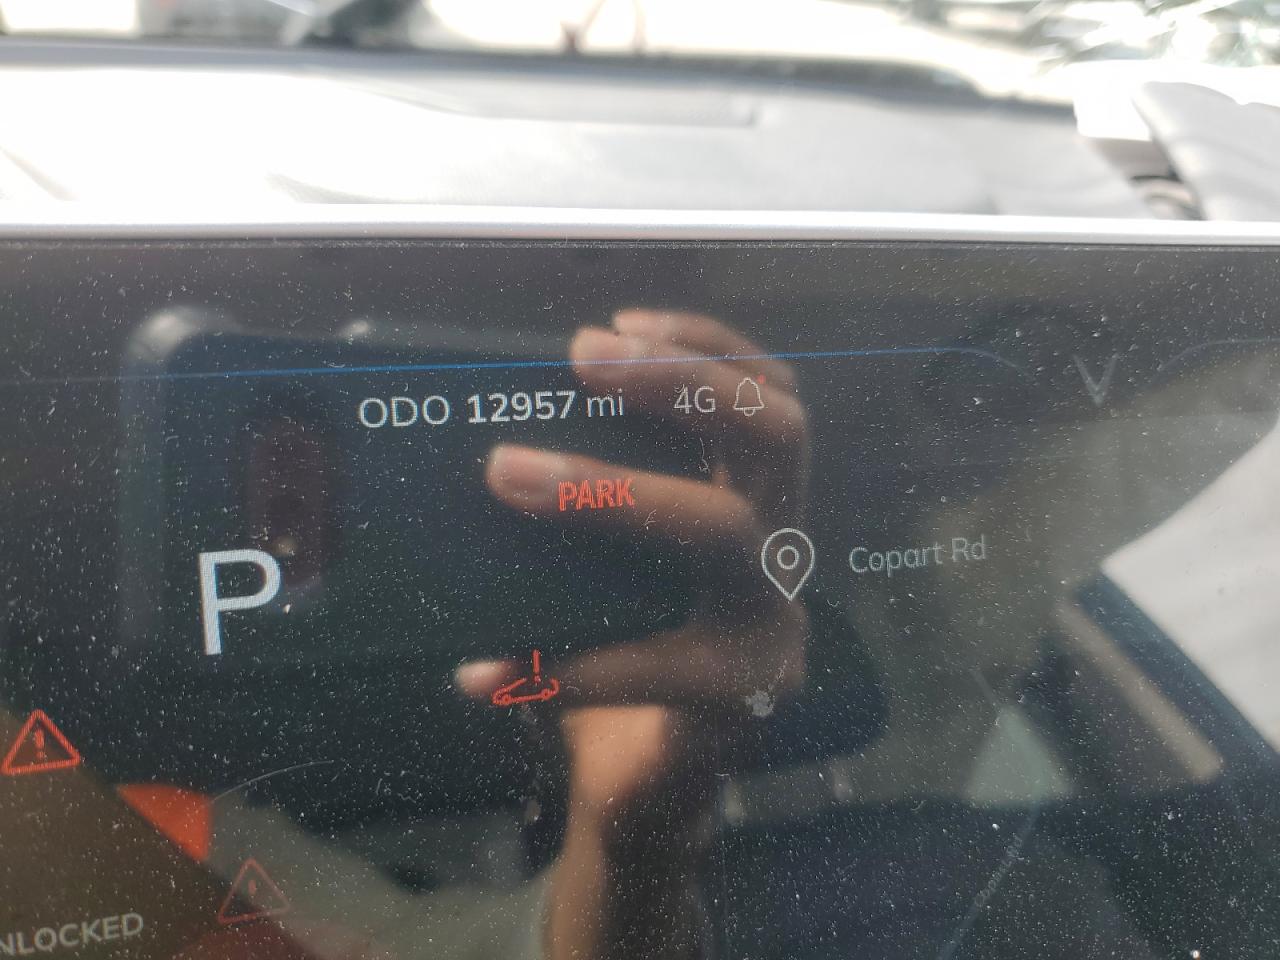 ODO 12957 mi 4G
PARK
P
Copart Rd
NLOCKED